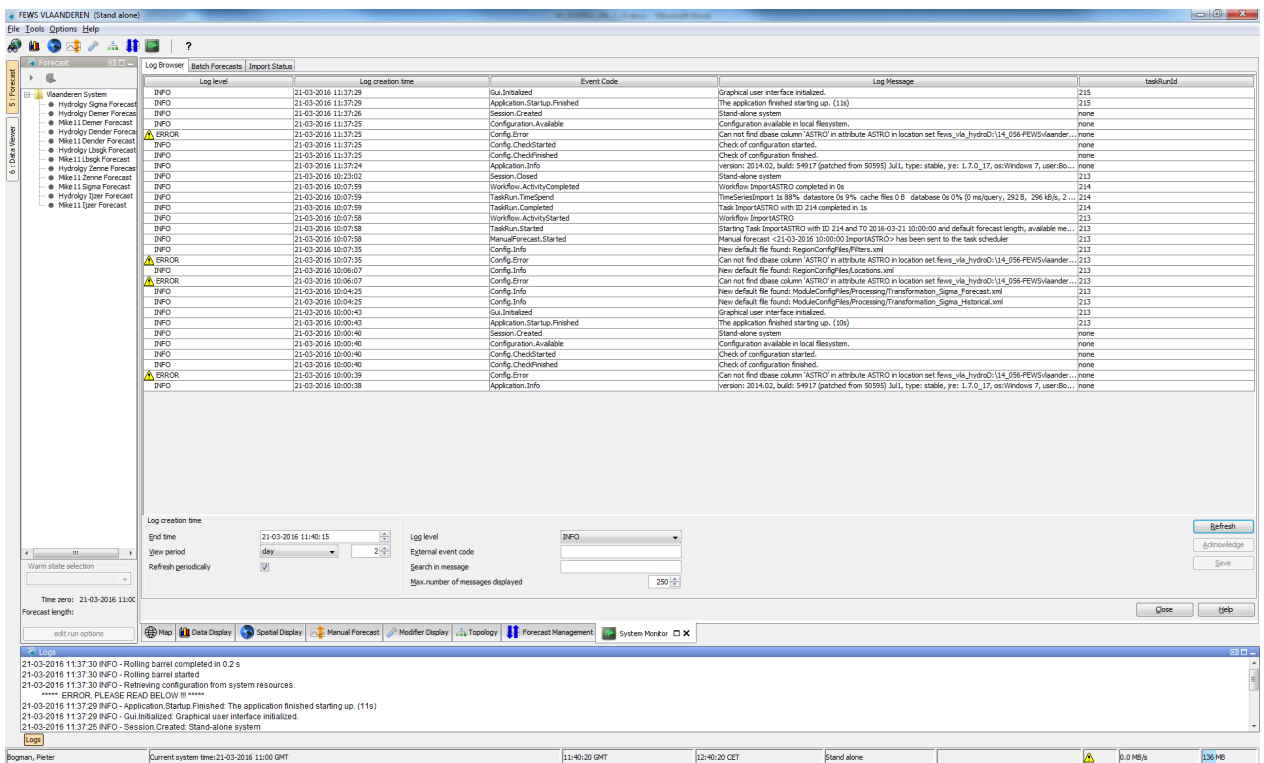 FEWS VLAANDEREN (Stand alone)
File Tools Options Help
?
5 : Forecast
6 : Data Viewer
Forecast
Vlaanderen System
Hydrolgy Sigma Forecast
Hydrolgy Demer Forecas
Mike11 Demer Forecast
Hydrolgy Dender Foreca
Mike11 Dender Forecast
Hydrolgy Lbsgk Forecast
Mike11 Lbsgk Forecast
Hydrolgy Zenne Forecas
Mike11 Zenne Forecast
Mike11 Sigma Forecast
Hydrolgy Ijzer Forecast
Mike11 Ijzer Forecast
Warm state selection
Time zero: 21-03-2016 11:00
Forecast length:
edit run options
Log Browser Batch Forecasts Import Status
Log level Log creation time Event Code Log Message taskRunId
INFO 21-03-2016 11:37:29 Gui.Initialized Graphical user interface initialized. 215
INFO 21-03-2016 11:37:29 Application.Startup.Finished The application finished starting up. (11s) 215
INFO 21-03-2016 11:37:26 Session.Created Stand-alone system none
INFO 21-03-2016 11:37:25 Configuration.Available Configuration available in local filesystem. none
ERROR 21-03-2016 11:37:25 Config.Error Can not find dbase column 'ASTRO' in attribute ASTRO in location set fews_vla_hydroD:\14_056-FEWSvlaander... none
INFO 21-03-2016 11:37:25 Config.CheckStarted Check of configuration started. none
INFO 21-03-2016 11:37:25 Config.CheckFinished Check of configuration finished. none
INFO 21-03-2016 11:37:24 Application.Info version: 2014.02, build: 54917 (patched from 50595) Jul1, type: stable, jre: 1.7.0_17, os:Windows 7, user:Bo... none
INFO 21-03-2016 10:23:02 Session.Closed Stand-alone system 213
INFO 21-03-2016 10:07:59 Workflow.ActivityCompleted Workflow ImportASTRO completed in 0s 214
INFO 21-03-2016 10:07:59 TaskRun.TimeSpend TimeSeriesImport 1s 88% datastore 0s 9% cache files 0 B database 0s 0% (0 ms/query, 292 B, 296 kB/s, 2 ... 214
INFO 21-03-2016 10:07:59 TaskRun.Completed Task ImportASTRO with ID 214 completed in 1s 214
INFO 21-03-2016 10:07:58 Workflow.ActivityStarted Workflow ImportASTRO 213
INFO 21-03-2016 10:07:58 TaskRun.Started Starting Task ImportASTRO with ID 214 and T0 2016-03-21 10:00:00 and default forecast length, available me... 213
INFO 21-03-2016 10:07:58 ManualForecast.Started Manual forecast <21-03-2016 10:00:00 ImportASTRO> has been sent to the task scheduler 213
INFO 21-03-2016 10:07:35 Config.Info New default file found: RegionConfigFiles/Filters.xml 213
ERROR 21-03-2016 10:07:35 Config.Error Can not find dbase column 'ASTRO' in attribute ASTRO in location set fews_vla_hydroD:\14_056-FEWSvlaander... 213
INFO 21-03-2016 10:06:07 Config.Info New default file found: RegionConfigFiles/Locations.xml 213
ERROR 21-03-2016 10:06:07 Config.Error Can not find dbase column 'ASTRO' in attribute ASTRO in location set fews_vla_hydroD:\14_056-FEWSvlaander... 213
INFO 21-03-2016 10:04:25 Config.Info New default file found: ModuleConfigFiles/Processing/Transformation_Sigma_Forecast.xml 213
INFO 21-03-2016 10:04:25 Config.Info New default file found: ModuleConfigFiles/Processing/Transformation_Sigma_Historical.xml 213
INFO 21-03-2016 10:00:43 Gui.Initialized Graphical user interface initialized. 213
INFO 21-03-2016 10:00:43 Application.Startup.Finished The application finished starting up. (10s) 213
INFO 21-03-2016 10:00:40 Session.Created Stand-alone system none
INFO 21-03-2016 10:00:40 Configuration.Available Configuration available in local filesystem. none
INFO 21-03-2016 10:00:40 Config.CheckStarted Check of configuration started. none
INFO 21-03-2016 10:00:40 Config.CheckFinished Check of configuration finished. none
ERROR 21-03-2016 10:00:39 Config.Error Can not find dbase column 'ASTRO' in attribute ASTRO in location set fews_vla_hydroD:\14_056-FEWSvlaander... none
INFO 21-03-2016 10:00:38 Application.Info version: 2014.02, build: 54917 (patched from 50595) Jul1, type: stable, jre: 1.7.0_17, os:Windows 7, user:Bo... none
Log creation time
End time 21-03-2016 11:40:15 Log level INFO
View period day 2 External event code
Refresh periodically Search in message
Max.number of messages displayed 250
Refresh
Acknowledge
Save
Close Help
Map Data Display Spatial Display Manual Forecast Modifier Display Topology Forecast Management System Monitor
Logs
21-03-2016 11:37:30 INFO - Rolling barrel completed in 0.2 s
21-03-2016 11:37:30 INFO - Rolling barrel started
21-03-2016 11:37:30 INFO - Retrieving configuration from system resources.
***** ERROR, PLEASE READ BELOW !!! *****
21-03-2016 11:37:29 INFO - Application.Startup.Finished: The application finished starting up. (11s)
21-03-2016 11:37:29 INFO - Gui.Initialized: Graphical user interface initialized.
21-03-2016 11:37:25 INFO - Session.Created: Stand-alone system
Logs
Bogman, Pieter Current system time:21-03-2016 11:00 GMT 11:40:20 GMT 12:40:20 CET Stand alone 0.0 MB/s 136 MB